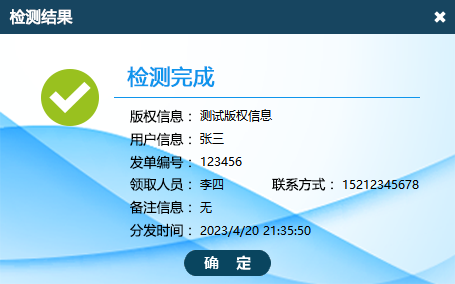 检测结果
检测完成
版权信息： 测试版权信息
用户信息： 张三
发单编号： 123456
领取人员： 李四 联系方式： 15212345678
备注信息： 无
分发时间： 2023/4/20 21:35:50
确 定